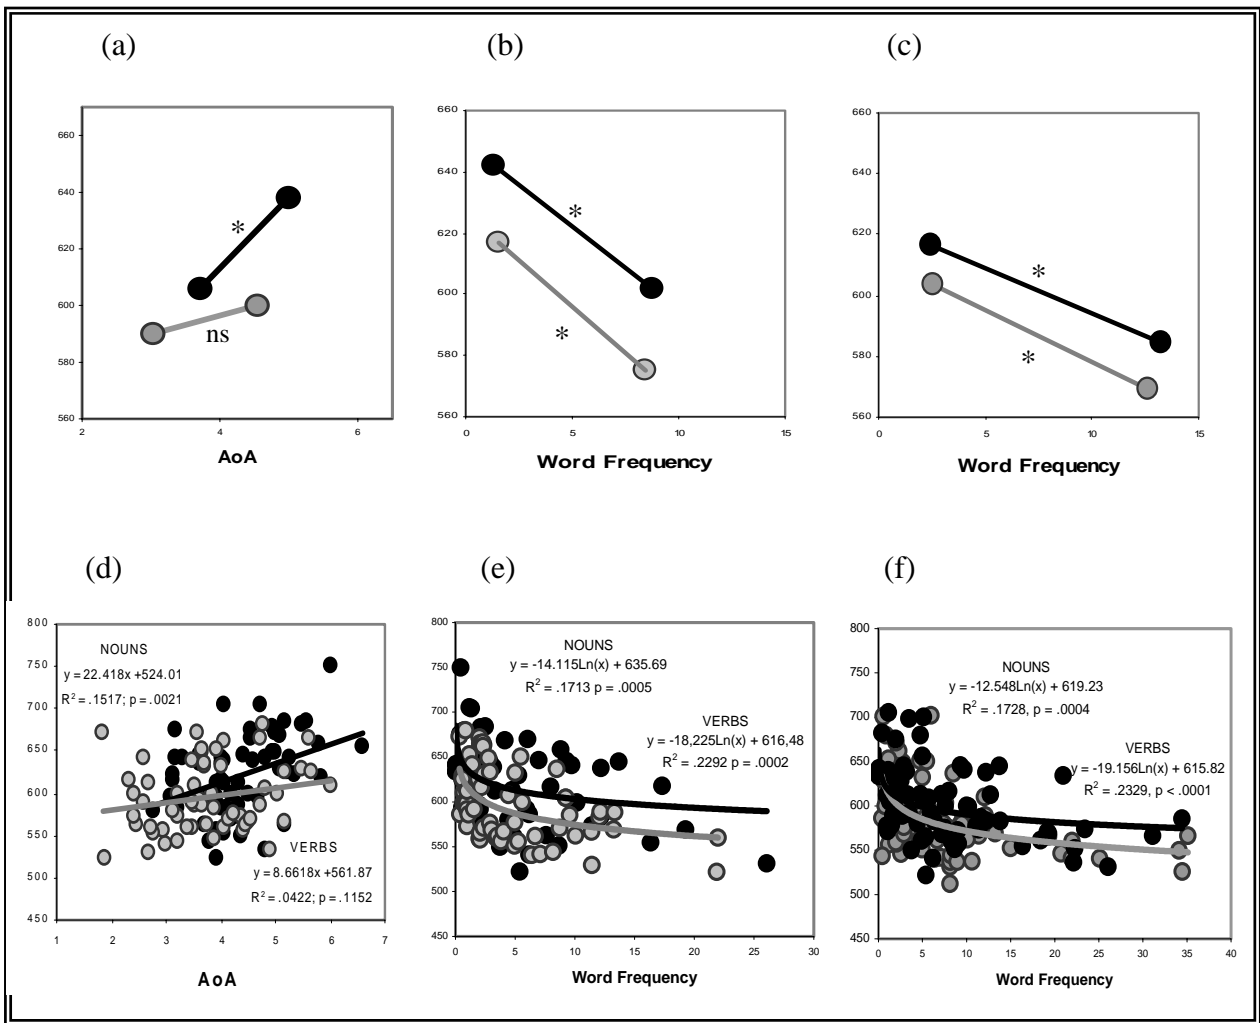 (a)
(b)
(c)
660
640
620
600
580
560
*
ns
2
4
6
AoA
660
640
620
600
580
560
*
*
0
5
10
15
Word Frequency
660
640
620
600
580
560
*
*
0
5
10
15
Word Frequency
(d)
(e)
(f)
800
750
700
650
600
550
500
450
NOUNS
y = 22.418x +524.01
R² = .1517; p = .0021
VERBS
y = 8.6618x +561.87
R² = .0422; p = .1152
1
2
3
4
5
6
7
AoA
800
750
700
650
600
550
500
450
NOUNS
y = -14.115Ln(x) + 635.69
R² = .1713 p = .0005
VERBS
y = -18,225Ln(x) + 616,48
R² = .2292 p = .0002
0
5
10
15
20
25
30
Word Frequency
800
750
700
650
600
550
500
450
NOUNS
y = -12.548Ln(x) + 619.23
R² = .1728, p = .0004
VERBS
y = -19.156Ln(x) + 615.82
R² = .2329, p < .0001
0
5
10
15
20
25
30
35
40
Word Frequency